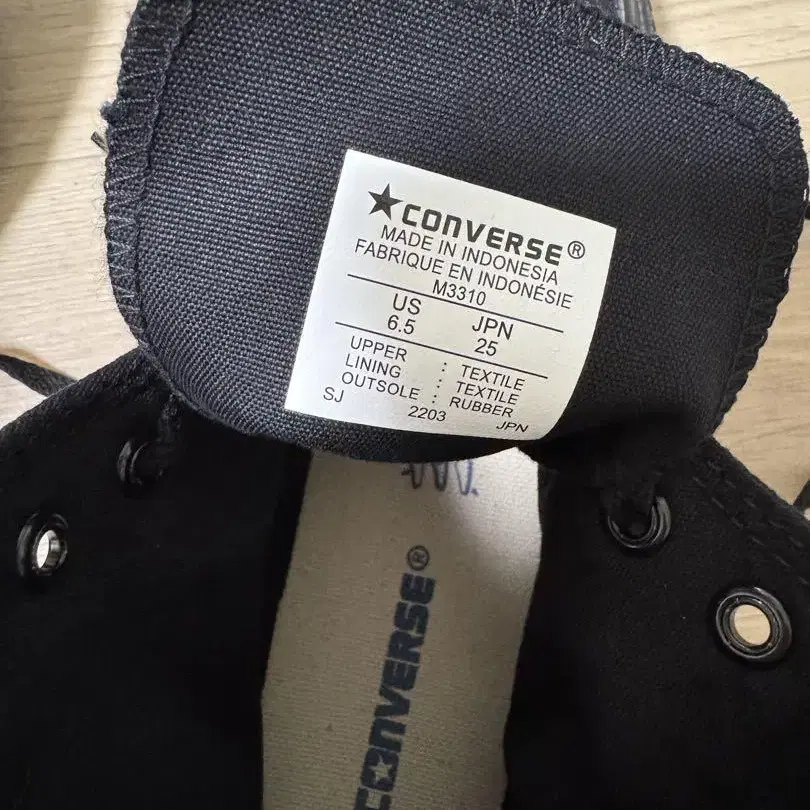 ★CONVERSE®
MADE IN INDONESIA
FABRIQUE EN INDONÉSIE
M3310
US JPN
6.5 25
UPPER : TEXTILE
LINING : TEXTILE
OUTSOLE : RUBBER
SJ 2203 JPN
CONVERSE®